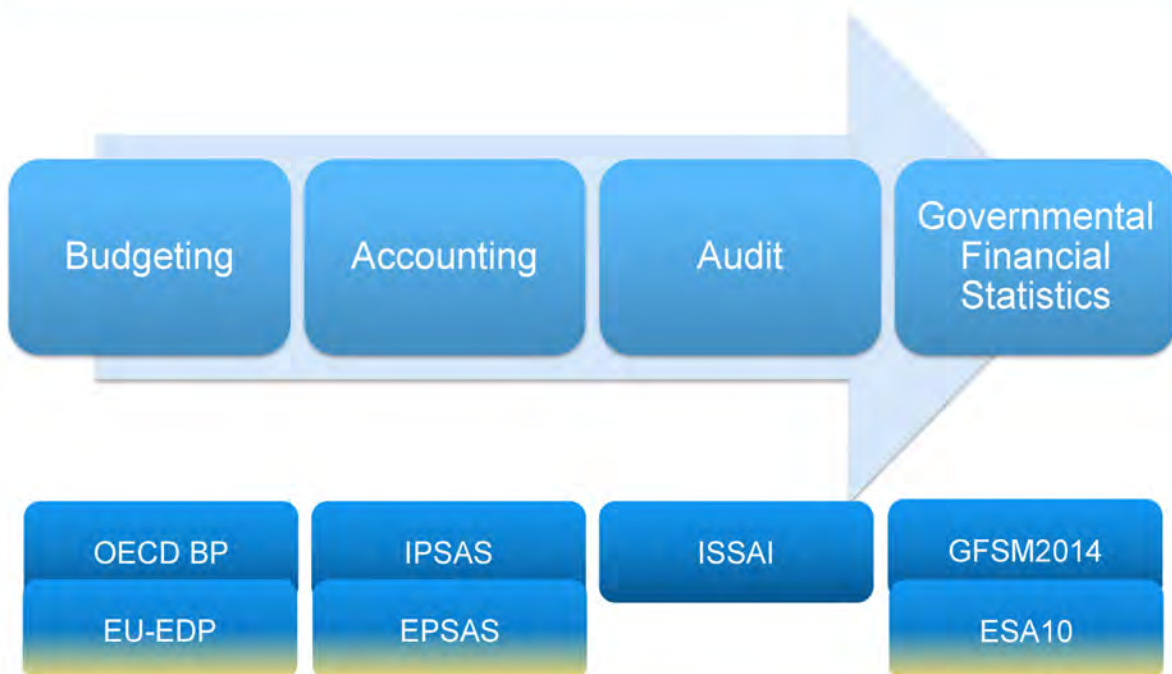 Budgeting
Accounting
Audit
Governmental
Financial
Statistics
OECD BP
IPSAS
ISSAI
GFSM2014
EU-EDP
EPSAS
ESA10